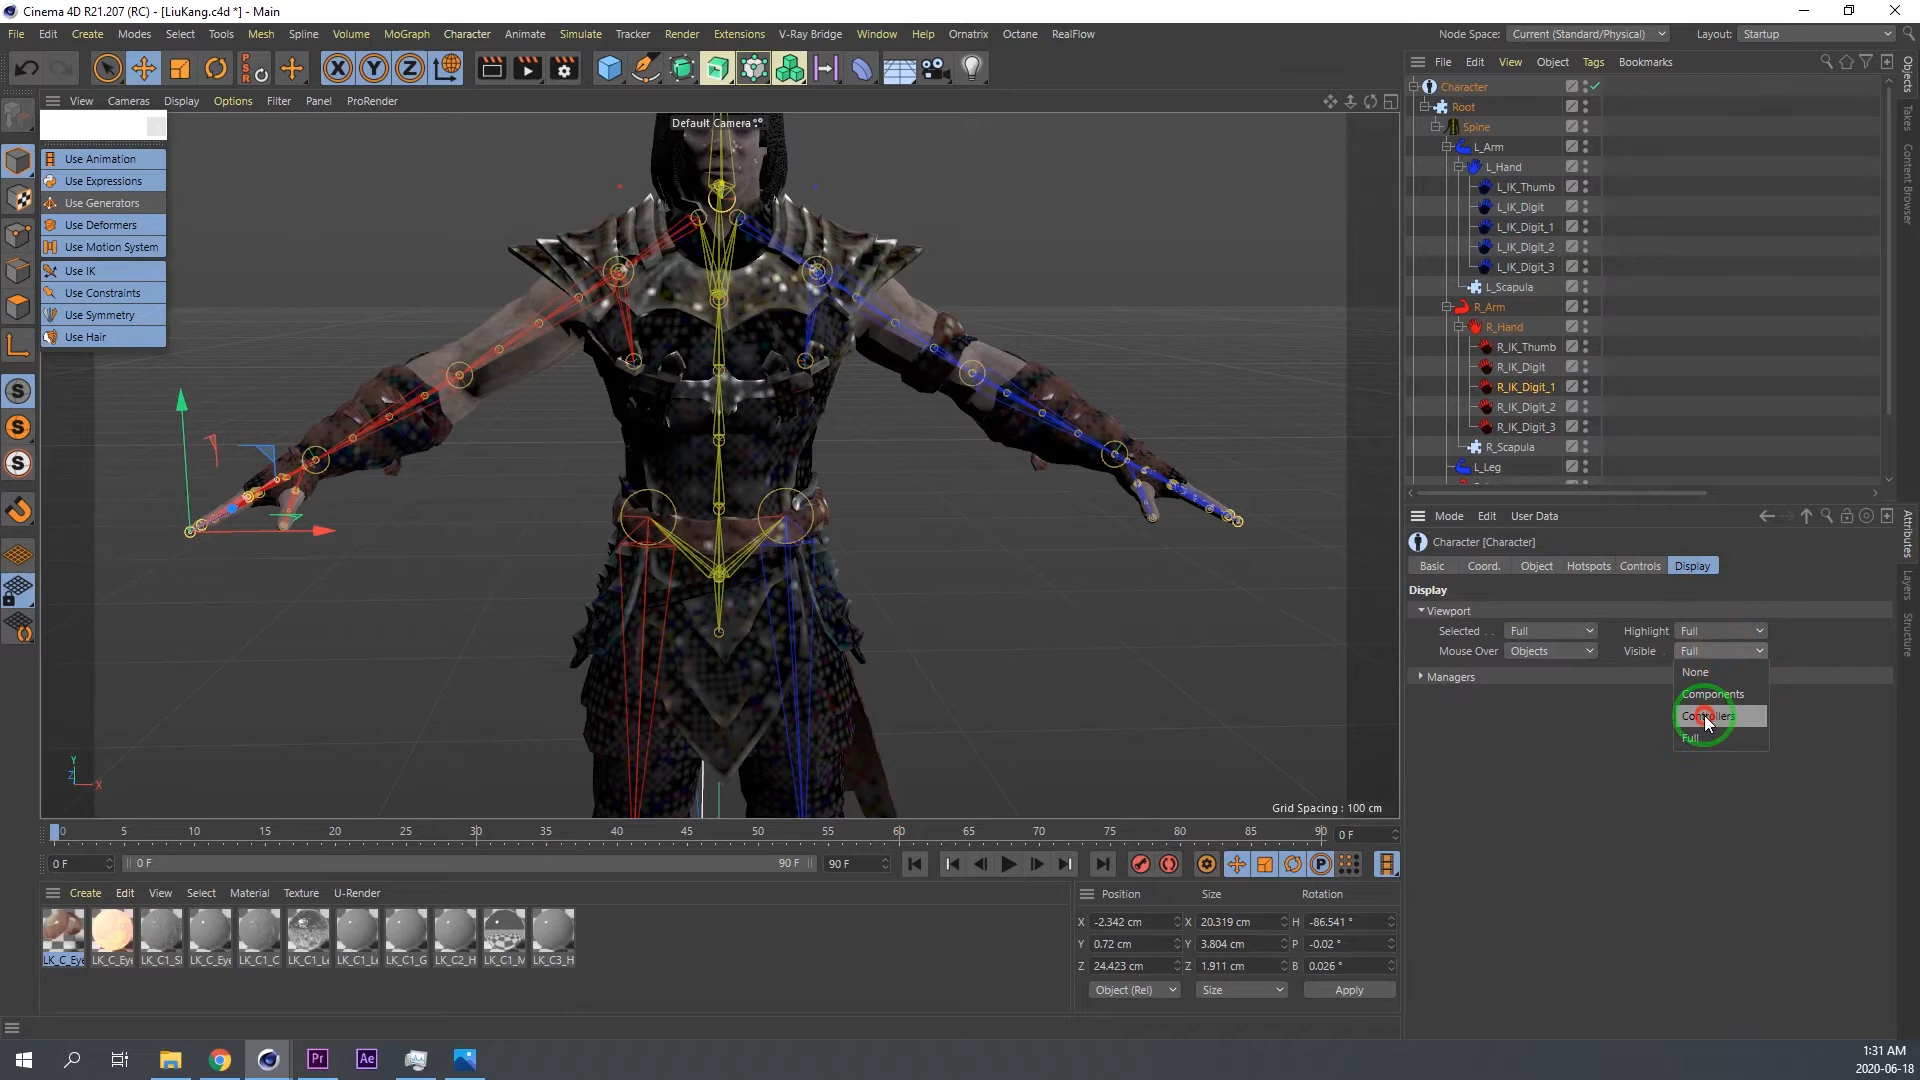 Cinema 4D R21.207 (RC) - [LiuKang.c4d *] - Main
File Edit Create Modes Select Tools Mesh Spline Volume MoGraph Character Animate Simulate Tracker Render Extensions V-Ray Bridge Window Help Ornatrix Octane RealFlow
Node Space: Current (Standard/Physical) Layout: Startup
File Edit View Object Tags Bookmarks
View Cameras Display Options Filter Panel ProRender
Default Camera
Use Animation
Use Expressions
Use Generators
Use Deformers
Use Motion System
Use IK
Use Constraints
Use Symmetry
Use Hair
Character
Root
Spine
L_Arm
L_Hand
L_IK_Thumb
L_IK_Digit
L_IK_Digit_1
L_IK_Digit_2
L_IK_Digit_3
L_Scapula
R_Arm
R_Hand
R_IK_Thumb
R_IK_Digit
R_IK_Digit_1
R_IK_Digit_2
R_IK_Digit_3
R_Scapula
L_Leg
Objects
Takes
Content Browser
Mode Edit User Data
Character [Character]
Basic Coord. Object Hotspots Controls Display
Display
Viewport
Selected . . Full Highlight Full
Mouse Over Objects Visible . Full
Managers
None
Components
Controllers
Full
Attributes
Layers
Structure
Y
Z
X
Grid Spacing : 100 cm
0 5 10 15 20 25 30 35 40 45 50 55 60 65 70 75 80 85 90 0 F
0 F 0 F 90 F 90 F
Create Edit View Select Material Texture U-Render
LK_C_Eye LK_C_Eye LK_C1_Sl LK_C_Eye LK_C1_C LK_C1_Le LK_C1_Le LK_C1_G LK_C2_H LK_C1_M LK_C3_H
Position Size Rotation
X -2.342 cm X 20.319 cm H -86.541 °
Y 0.72 cm Y 3.804 cm P -0.02 °
Z 24.423 cm Z 1.911 cm B 0.026 °
Object (Rel) Size Apply
1:31 AM
2020-06-18